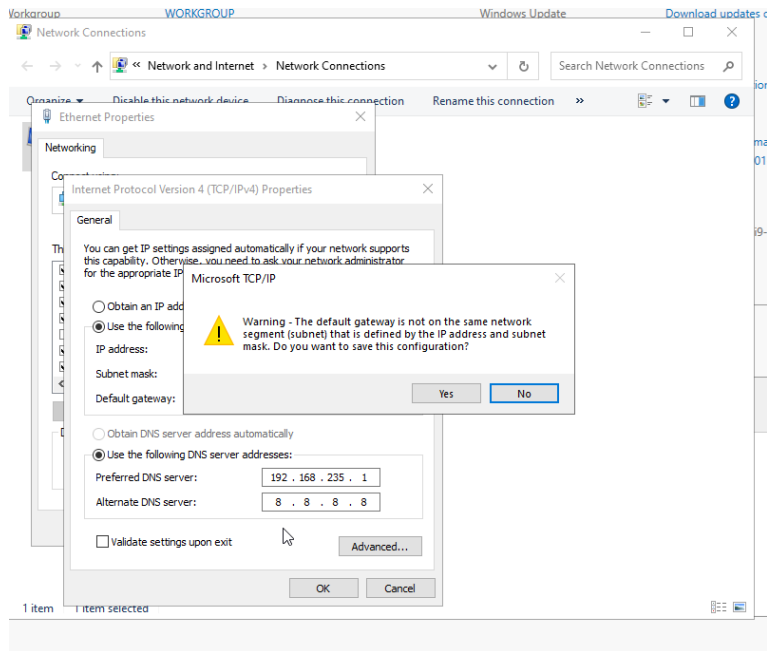 Workgroup WORKGROUP Windows Update Download updates
Network Connections
« Network and Internet > Network Connections Search Network Connections
Organize Disable this network device Diagnose this connection Rename this connection »
Ethernet Properties
Networking
Internet Protocol Version 4 (TCP/IPv4) Properties
General
You can get IP settings assigned automatically if your network supports
this capability. Otherwise, you need to ask your network administrator
for the appropriate IP
Microsoft TCP/IP
Warning - The default gateway is not on the same network
segment (subnet) that is defined by the IP address and subnet
mask. Do you want to save this configuration?
Yes No
Obtain an IP
Use the following
IP address:
Subnet mask:
Default gateway:
Obtain DNS server address automatically
Use the following DNS server addresses:
Preferred DNS server: 192 . 168 . 235 . 1
Alternate DNS server: 8 . 8 . 8 . 8
Validate settings upon exit
Advanced...
OK Cancel
1 item 1 item selected